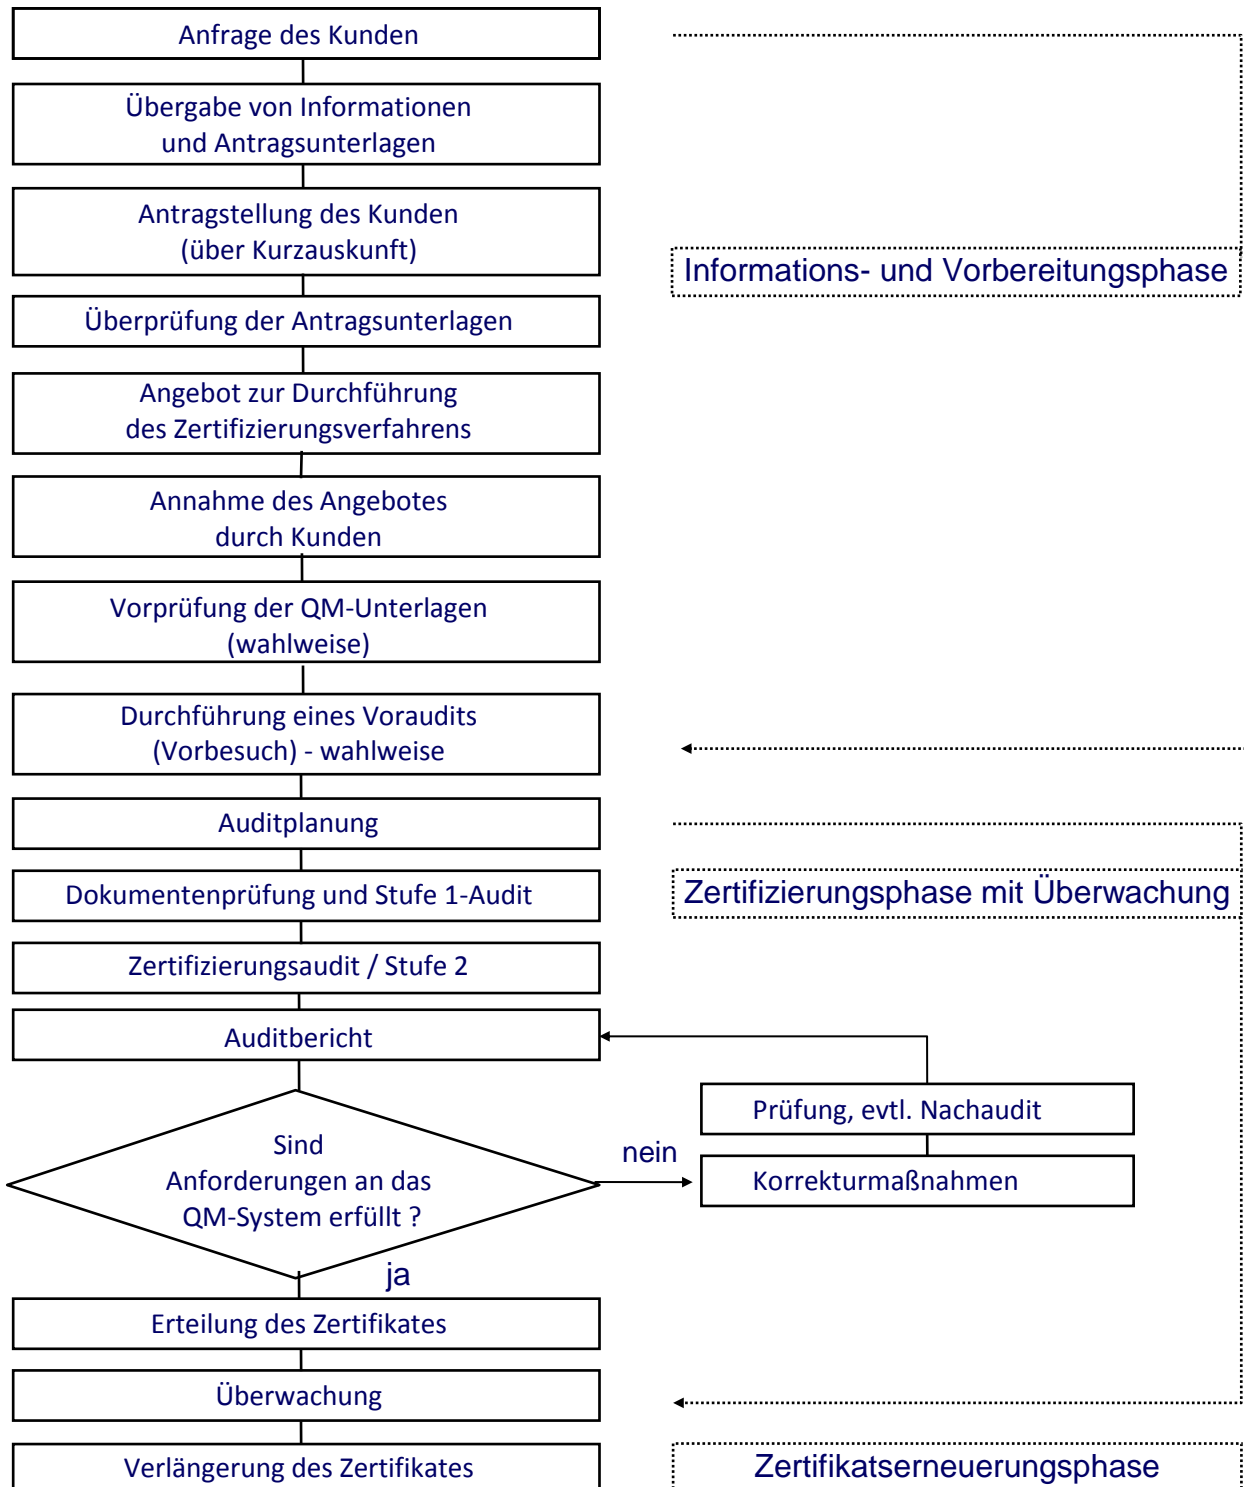 Anfrage des Kunden
Übergabe von Informationen
und Antragsunterlagen
Antragstellung des Kunden
(über Kurzauskunft)
Informations- und Vorbereitungsphase
Überprüfung der Antragsunterlagen
Angebot zur Durchführung
des Zertifizierungsverfahrens
Annahme des Angebotes
durch Kunden
Vorprüfung der QM-Unterlagen
(wahlweise)
Durchführung eines Voraudits
(Vorbesuch) - wahlweise
Auditplanung
Dokumentenprüfung und Stufe 1-Audit
Zertifizierungsphase mit Überwachung
Zertifizierungsaudit / Stufe 2
Auditbericht
Prüfung, evtl. Nachaudit
Sind
Anforderungen an das
QM-System erfüllt ?
nein
Korrekturmaßnahmen
ja
Erteilung des Zertifikates
Überwachung
Verlängerung des Zertifikates
Zertifikatserneuerungsphase